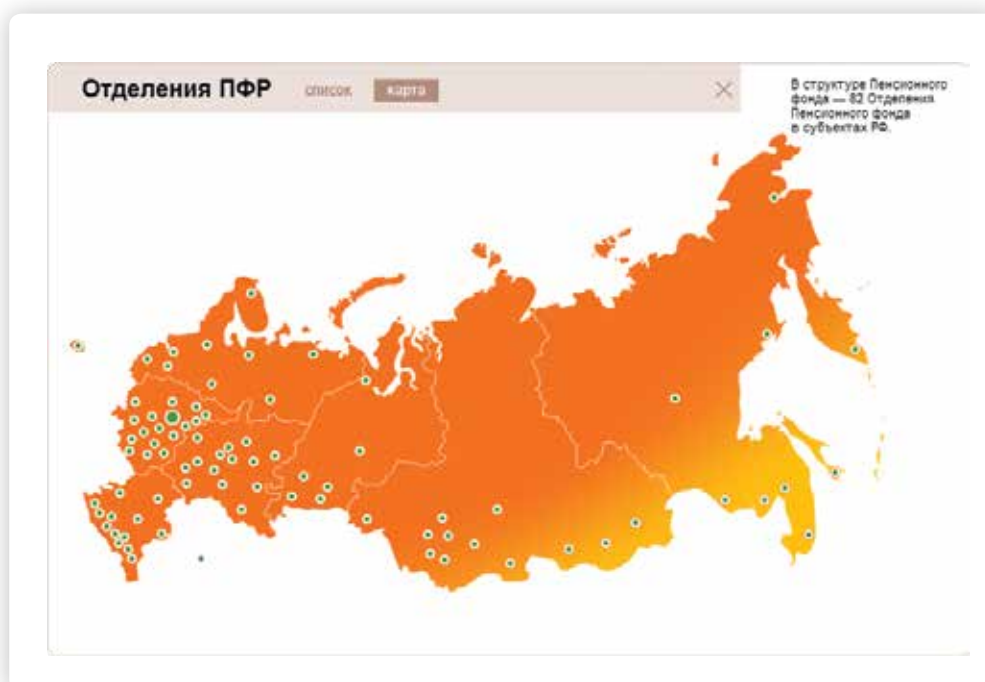 Отделения ПФР список карта
В структуре Пенсионного
фонда — 82 Отделения
Пенсионного фонда
в субъектах РФ.